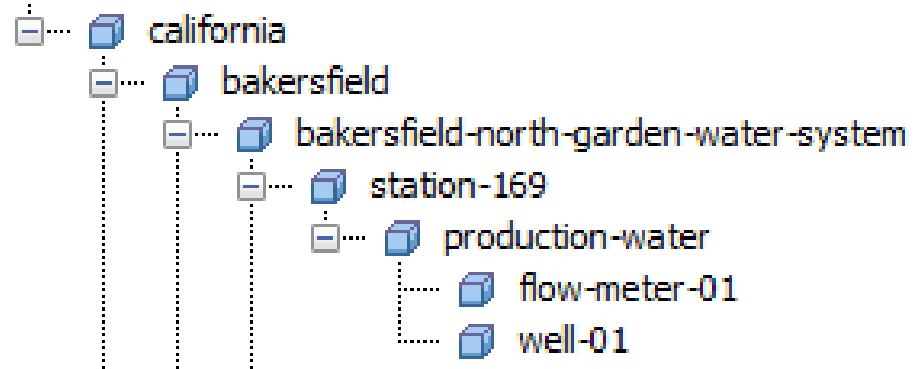 california
bakersfield
bakersfield-north-garden-water-system
station-169
production-water
flow-meter-01
well-01